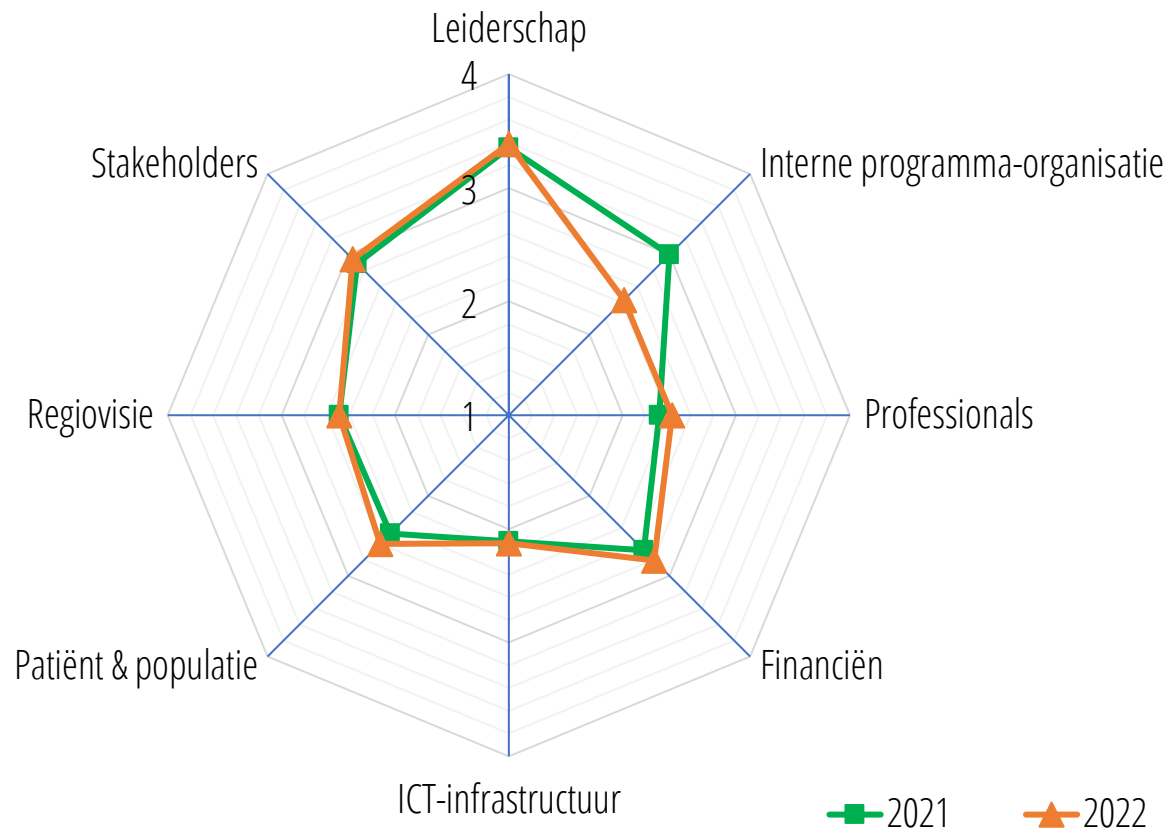 Leiderschap
4
Stakeholders
Interne programma-organisatie
3
2
Regiovisie
1
Professionals
Patiënt & populatie
Financiën
ICT-infrastructuur
2021
2022